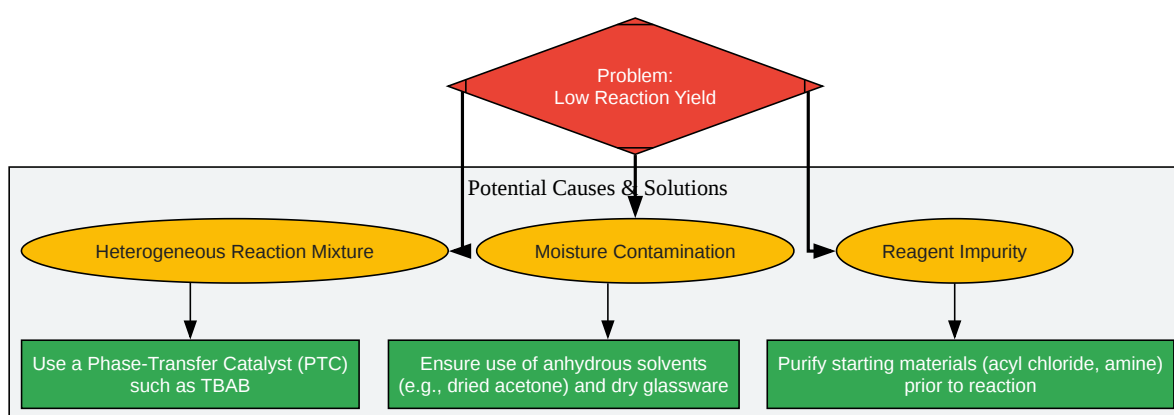 Problem:
Low Reaction Yield
Potential Causes & Solutions
Heterogeneous Reaction Mixture
Moisture Contamination
Reagent Impurity
Use a Phase-Transfer Catalyst (PTC)
such as TBAB
Ensure use of anhydrous solvents
(e.g., dried acetone) and dry glassware
Purify starting materials (acyl chloride, amine)
prior to reaction